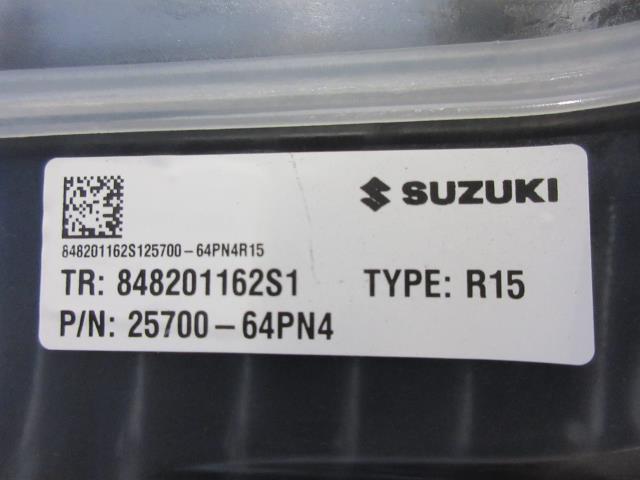 SUZUKI
848201162S125700-64PN4R15
TR: 848201162S1 TYPE: R15
P/N: 25700-64PN4